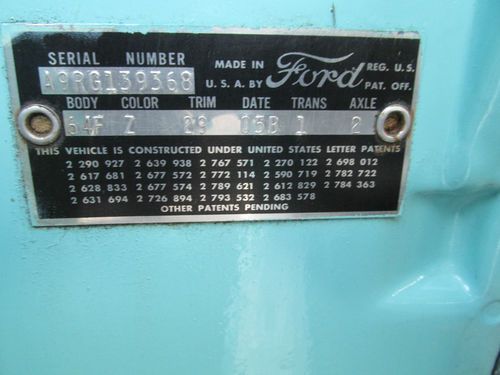 SERIAL NUMBER
A9RG139368
MADE IN
U.S.A. BY Ford REG. U.S.
PAT. OFF.
BODY COLOR TRIM DATE TRANS AXLE
64F Z 29 03B 1 2
THIS VEHICLE IS CONSTRUCTED UNDER UNITED STATES LETTER PATENTS
2 290 927 2 639 938 2 767 571 2 270 122 2 698 012
2 617 681 2 677 572 2 772 114 2 590 719 2 782 722
2 628 833 2 677 574 2 789 621 2 612 829 2 784 363
2 631 694 2 726 894 2 793 532 2 683 578
OTHER PATENTS PENDING